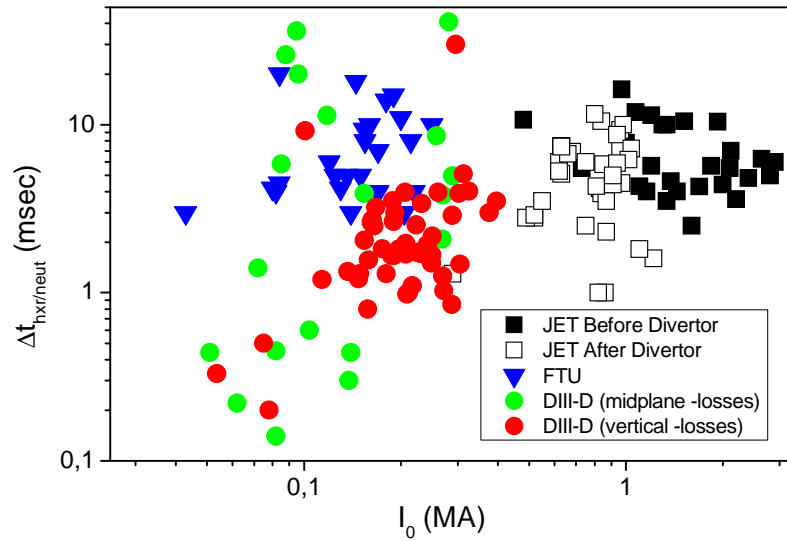 10
1
0,1
Δt_hxr/neut (msec)
0,1
1
I_0 (MA)
JET Before Divertor
JET After Divertor
FTU
DIII-D (midplane -losses)
DIII-D (vertical -losses)